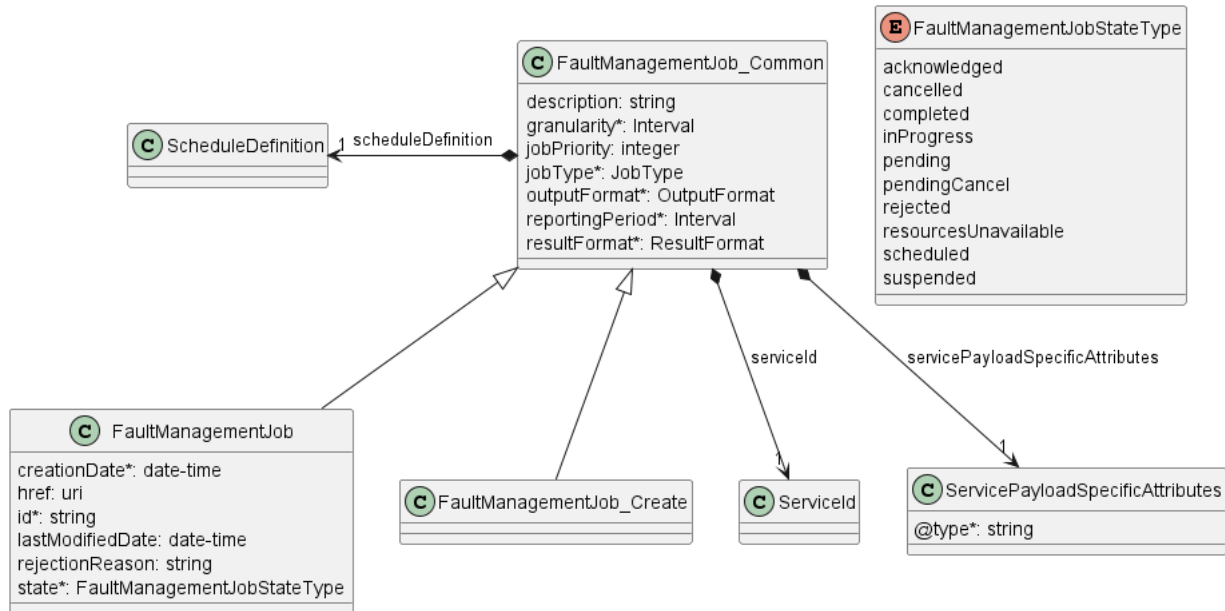 E FaultManagementJobStateType
acknowledged
cancelled
completed
inProgress
pending
pendingCancel
rejected
resourcesUnavailable
scheduled
suspended
C FaultManagementJob_Common
description: string
granularity*: Interval
jobPriority: integer
jobType*: JobType
outputFormat*: OutputFormat
reportingPeriod*: Interval
resultFormat*: ResultFormat
C ScheduleDefinition
1 scheduleDefinition
serviceId
servicePayloadSpecificAttributes
C FaultManagementJob
creationDate*: date-time
href: uri
id*: string
lastModifiedDate: date-time
rejectionReason: string
state*: FaultManagementJobStateType
C FaultManagementJob_Create
1
C ServiceId
1
C ServicePayloadSpecificAttributes
@type*: string